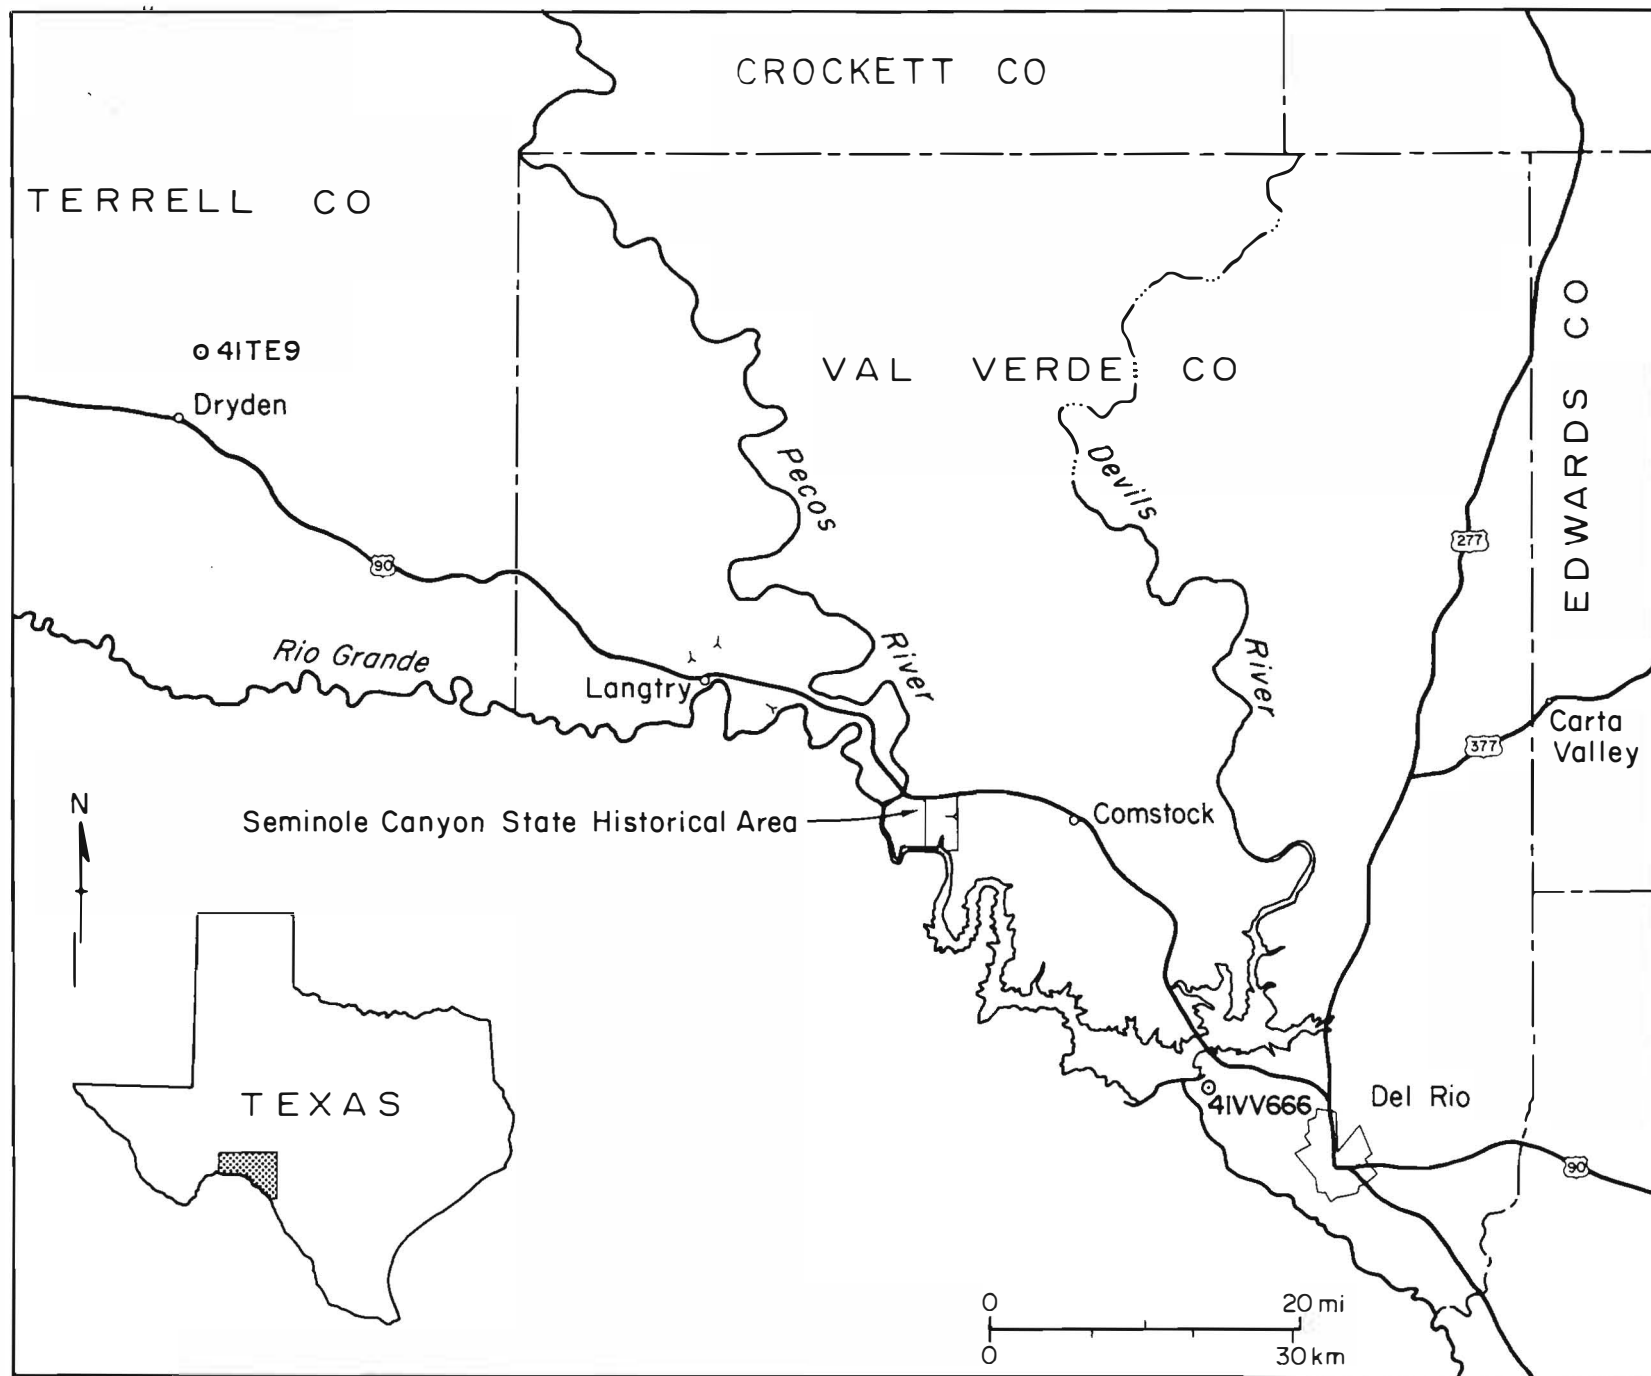 CROCKETT CO
TERRELL CO
41TE9
Dryden
VAL VERDE CO
EDWARDS CO
Pecos
Devils
277
90
River
River
Rio Grande
Langtry
Carta
Valley
377
Seminole Canyon State Historical Area
Comstock
N
TEXAS
41VV666
Del Rio
90
0 20 mi
0 30 km